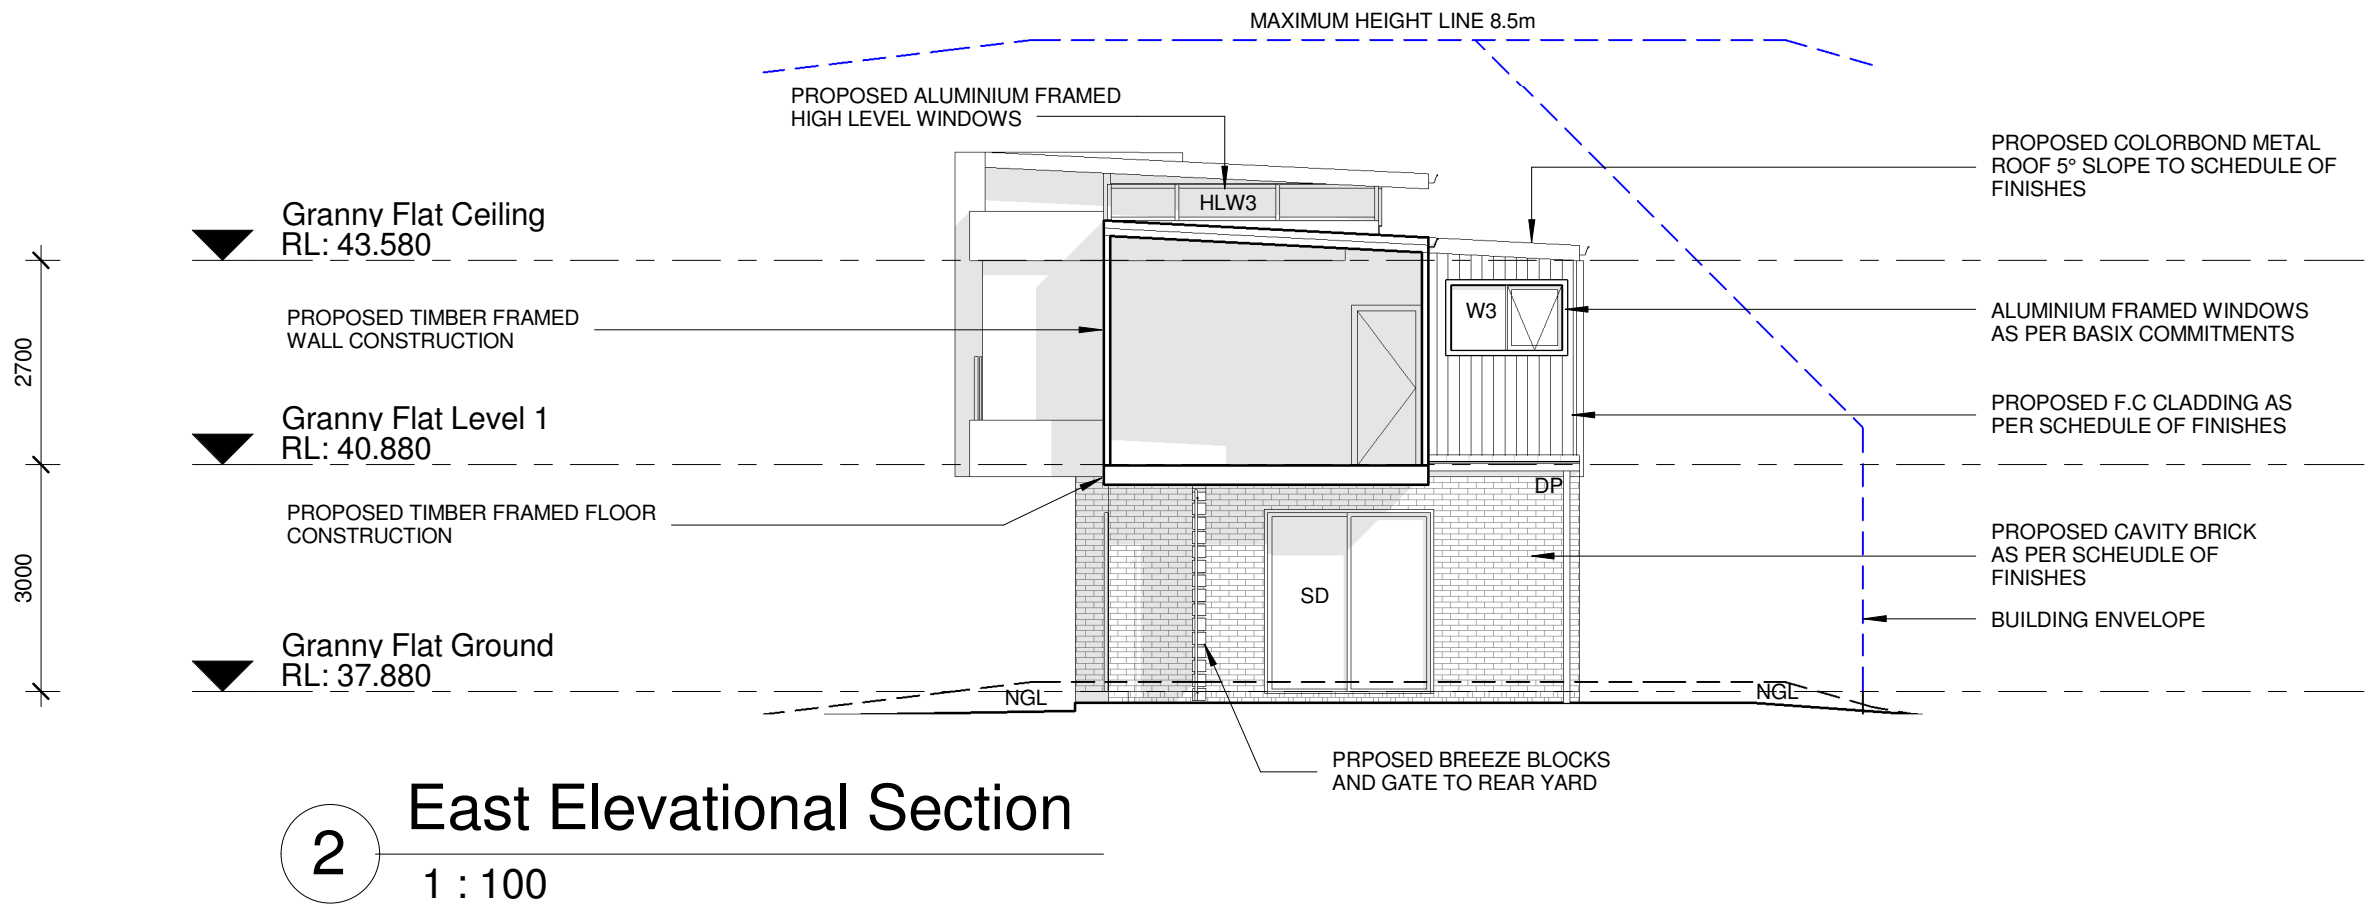 MAXIMUM HEIGHT LINE 8.5m
PROPOSED ALUMINIUM FRAMED
HIGH LEVEL WINDOWS
PROPOSED COLORBOND METAL
ROOF 5° SLOPE TO SCHEDULE OF
FINISHES
HLW3
Granny Flat Ceiling
RL: 43.580
W3
ALUMINIUM FRAMED WINDOWS
AS PER BASIX COMMITMENTS
PROPOSED TIMBER FRAMED
WALL CONSTRUCTION
2700
PROPOSED F.C CLADDING AS
PER SCHEDULE OF FINISHES
Granny Flat Level 1
RL: 40.880
DP
PROPOSED TIMBER FRAMED FLOOR
CONSTRUCTION
PROPOSED CAVITY BRICK
AS PER SCHEUDLE OF
FINISHES
3000
SD
BUILDING ENVELOPE
Granny Flat Ground
RL: 37.880
NGL
NGL
PRPOSED BREEZE BLOCKS
AND GATE TO REAR YARD
2
East Elevational Section
1 : 100